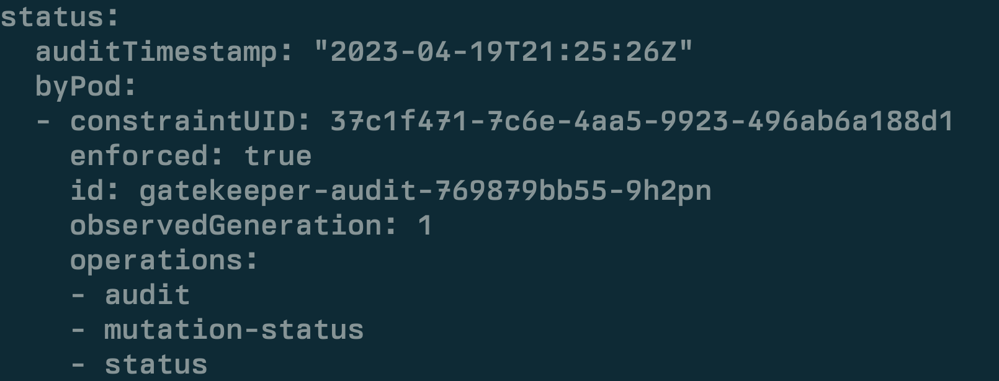 status:
  auditTimestamp: "2023-04-19T21:25:26Z"
  byPod:
  - constraintUID: 37c1f471-7c6e-4aa5-9923-496ab6a188d1
    enforced: true
    id: gatekeeper-audit-769879bb55-9h2pn
    observedGeneration: 1
    operations:
    - audit
    - mutation-status
    - status